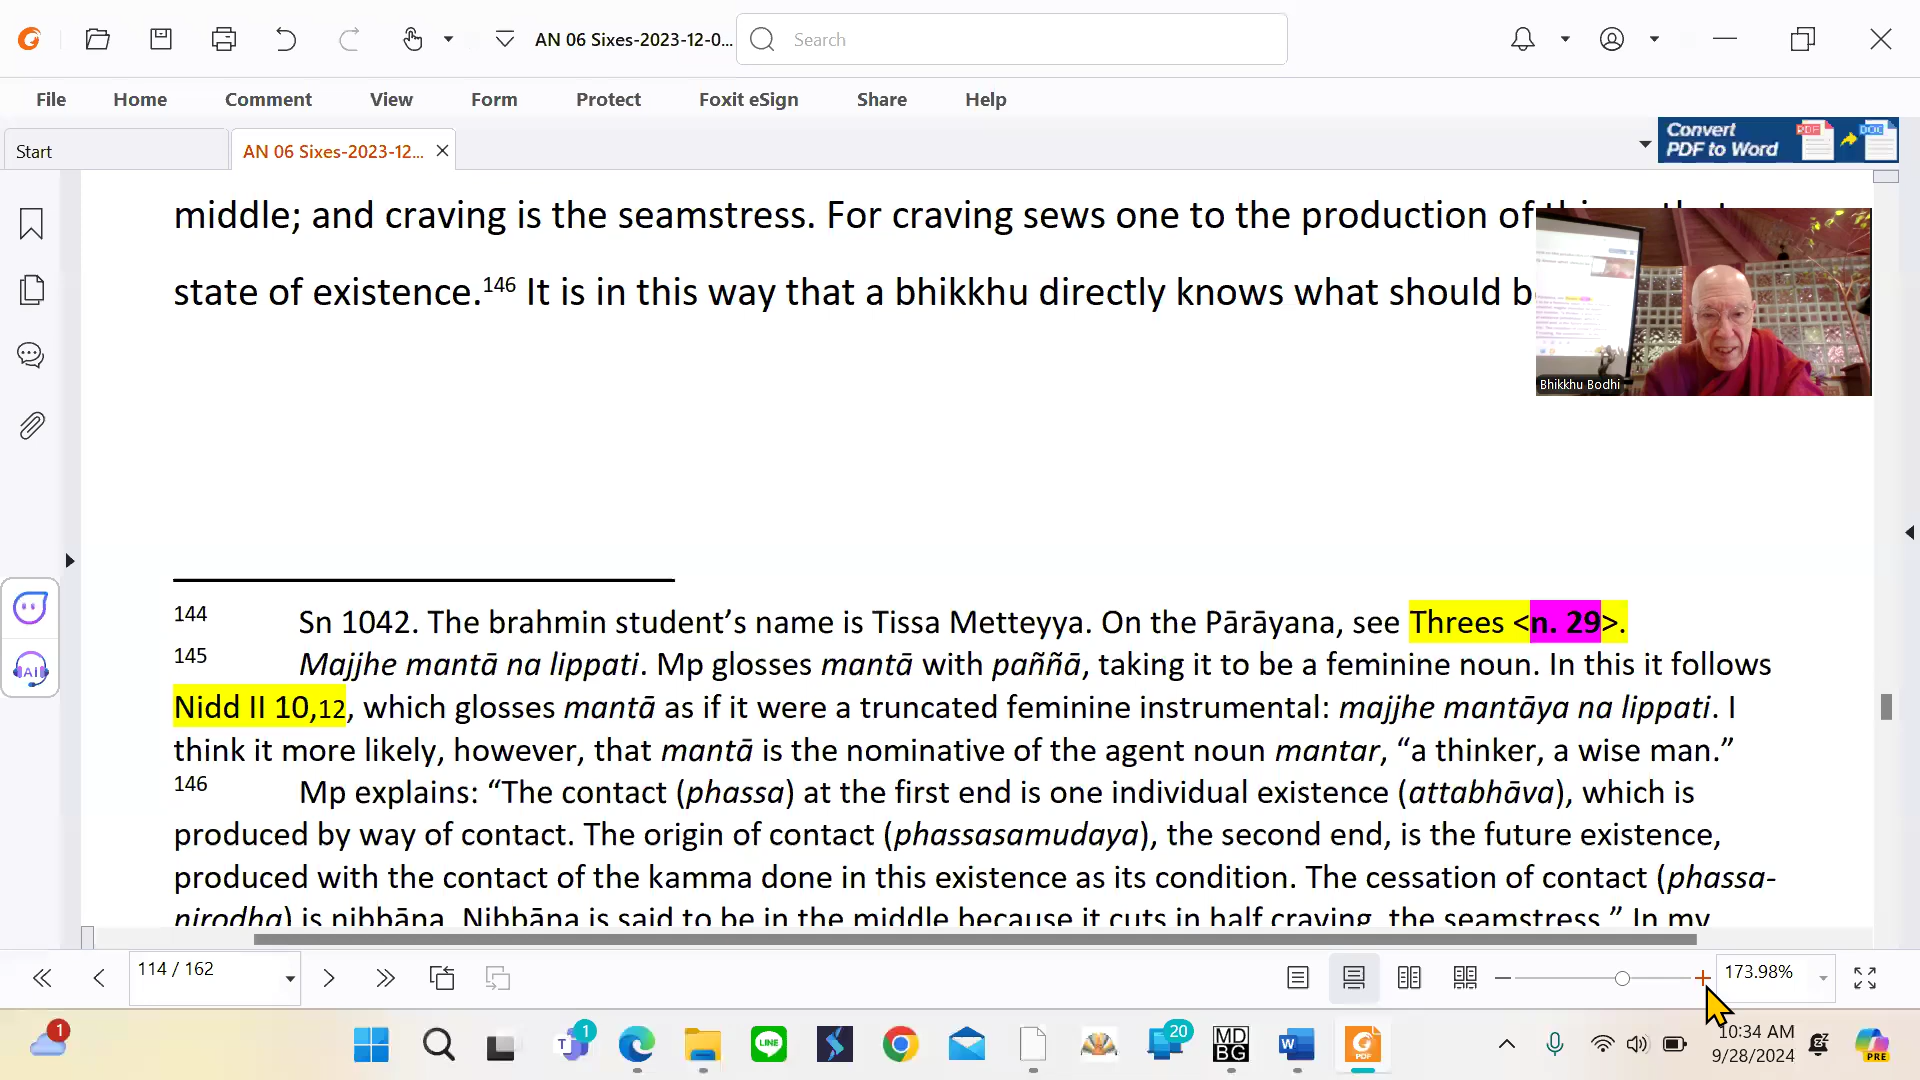 AN 06 Sixes-2023-12-0...
Search
File Home Comment View Form Protect Foxit eSign Share Help
Start
AN 06 Sixes-2023-12...
Convert
PDF to Word
PDF
DOC
middle; and craving is the seamstress. For craving sews one to the production of
state of existence.146 It is in this way that a bhikkhu directly knows what should b
Bhikkhu Bodhi
144 Sn 1042. The brahmin student’s name is Tissa Metteyya. On the Pārāyana, see Threes <n. 29>.
145 Majjhe mantā na lippati. Mp glosses mantā with paññā, taking it to be a feminine noun. In this it follows
Nidd II 10,12, which glosses mantā as if it were a truncated feminine instrumental: majjhe mantāya na lippati. I
think it more likely, however, that mantā is the nominative of the agent noun mantar, “a thinker, a wise man.”
146 Mp explains: “The contact (phassa) at the first end is one individual existence (attabhāva), which is
produced by way of contact. The origin of contact (phassasamudaya), the second end, is the future existence,
produced with the contact of the kamma done in this existence as its condition. The cessation of contact (phassa-
nirodha) is nibbāna. Nibbāna is said to be in the middle because it cuts in half craving, the seamstress.” In my
Ai
114 / 162
173.98%
1
1
20
MD
BG
10:34 AM
9/28/2024
PRE